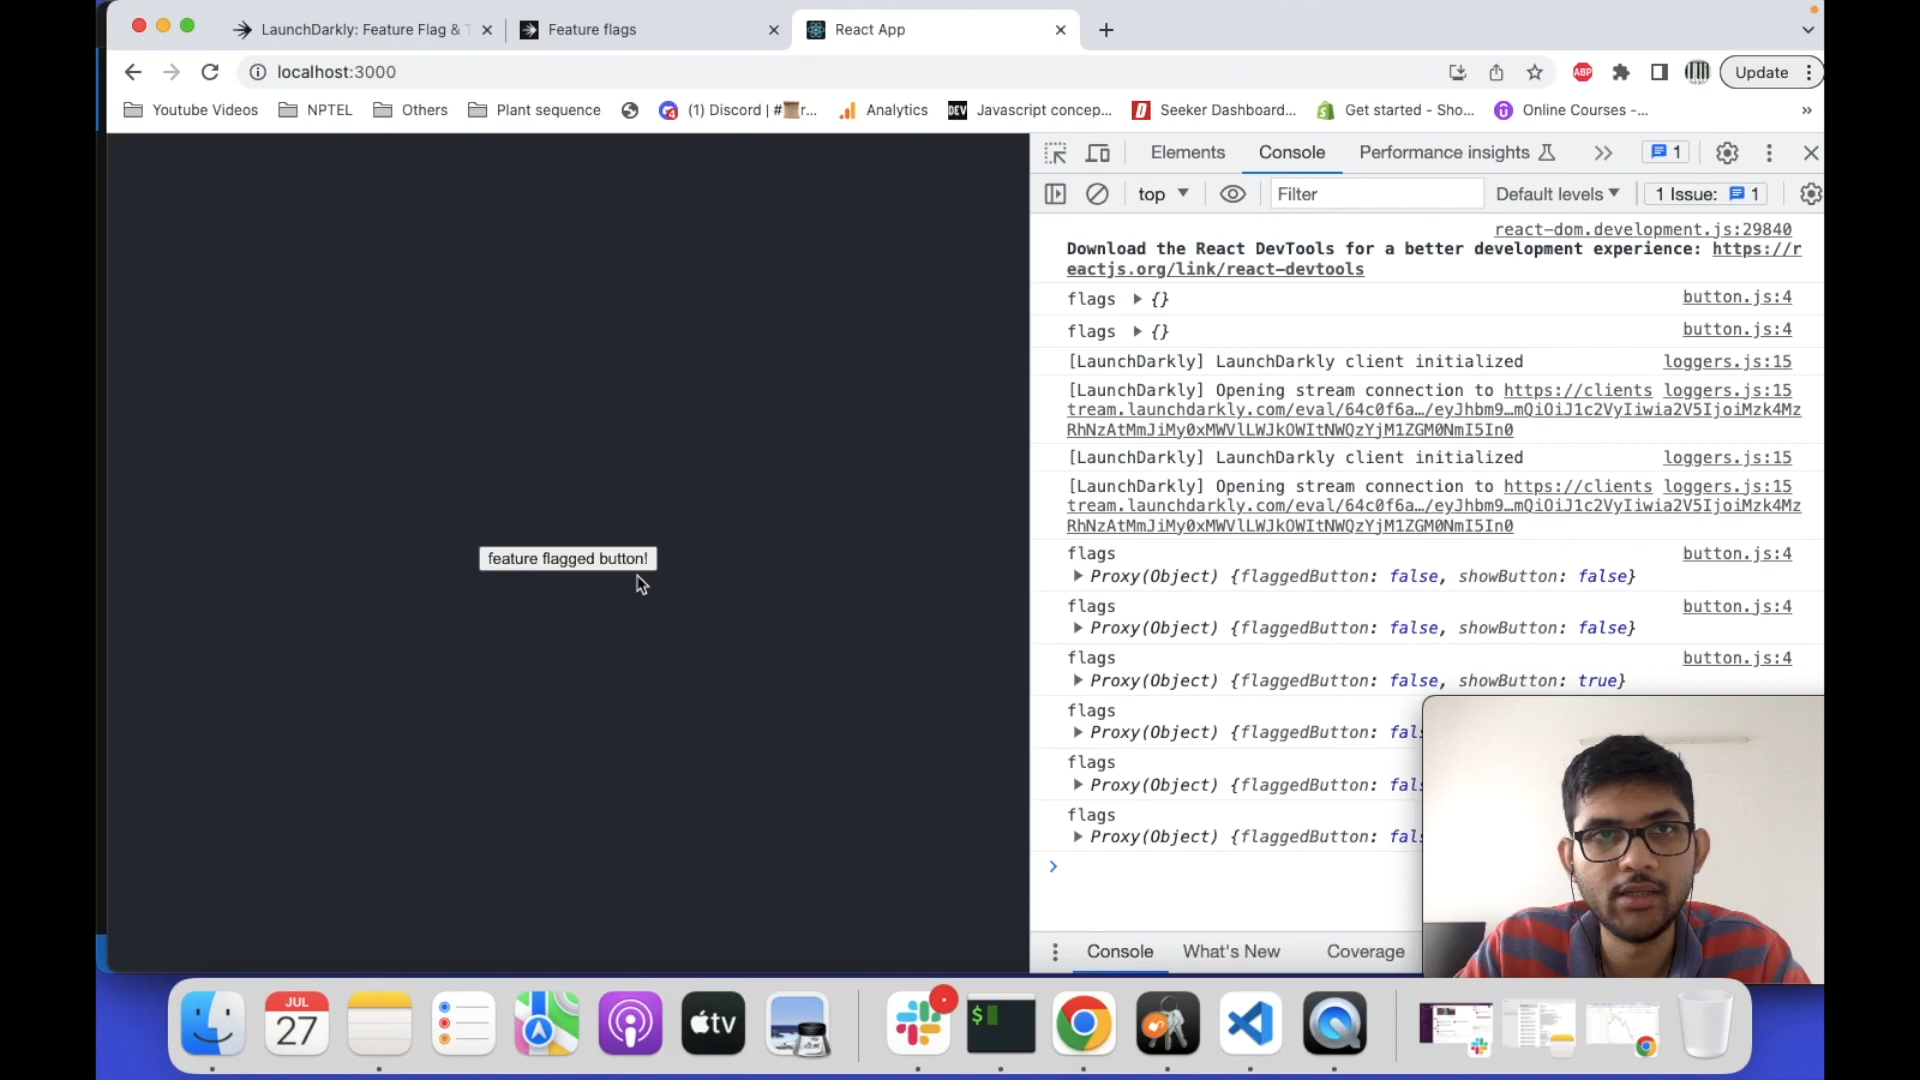 LaunchDarkly: Feature Flag & T
Feature flags
React App
localhost:3000
ABP
Update
Youtube Videos
NPTEL
Others
Plant sequence
(1) Discord | #📜r...
Analytics
DEV
Javascript concep...
Seeker Dashboard...
Get started - Sho...
Online Courses -...
»
Elements
Console
Performance insights
1
top
Filter
Default levels
1 Issue:
1
react-dom.development.js:29840
Download the React DevTools for a better development experience: https://r
eactjs.org/link/react-devtools
flags ▶ {} button.js:4
flags ▶ {} button.js:4
[LaunchDarkly] LaunchDarkly client initialized loggers.js:15
[LaunchDarkly] Opening stream connection to https://clients loggers.js:15
tream.launchdarkly.com/eval/64c0f6a…/eyJhbm9…mQiOiJ1c2VyIiwia2V5IjoiMzk4Mz
RhNzAtMmJiMy0xMWVlLWJkOWItNWQzYjM1ZGM0NmI5In0
[LaunchDarkly] LaunchDarkly client initialized loggers.js:15
[LaunchDarkly] Opening stream connection to https://clients loggers.js:15
tream.launchdarkly.com/eval/64c0f6a…/eyJhbm9…mQiOiJ1c2VyIiwia2V5IjoiMzk4Mz
RhNzAtMmJiMy0xMWVlLWJkOWItNWQzYjM1ZGM0NmI5In0
flags button.js:4
▶ Proxy(Object) {flaggedButton: false, showButton: false}
flags button.js:4
▶ Proxy(Object) {flaggedButton: false, showButton: false}
flags button.js:4
▶ Proxy(Object) {flaggedButton: false, showButton: true}
flags
▶ Proxy(Object) {flaggedButton: fals
flags
▶ Proxy(Object) {flaggedButton: fals
flags
▶ Proxy(Object) {flaggedButton: fals
feature flagged button!
Console
What's New
Coverage
JUL
27
tv
$